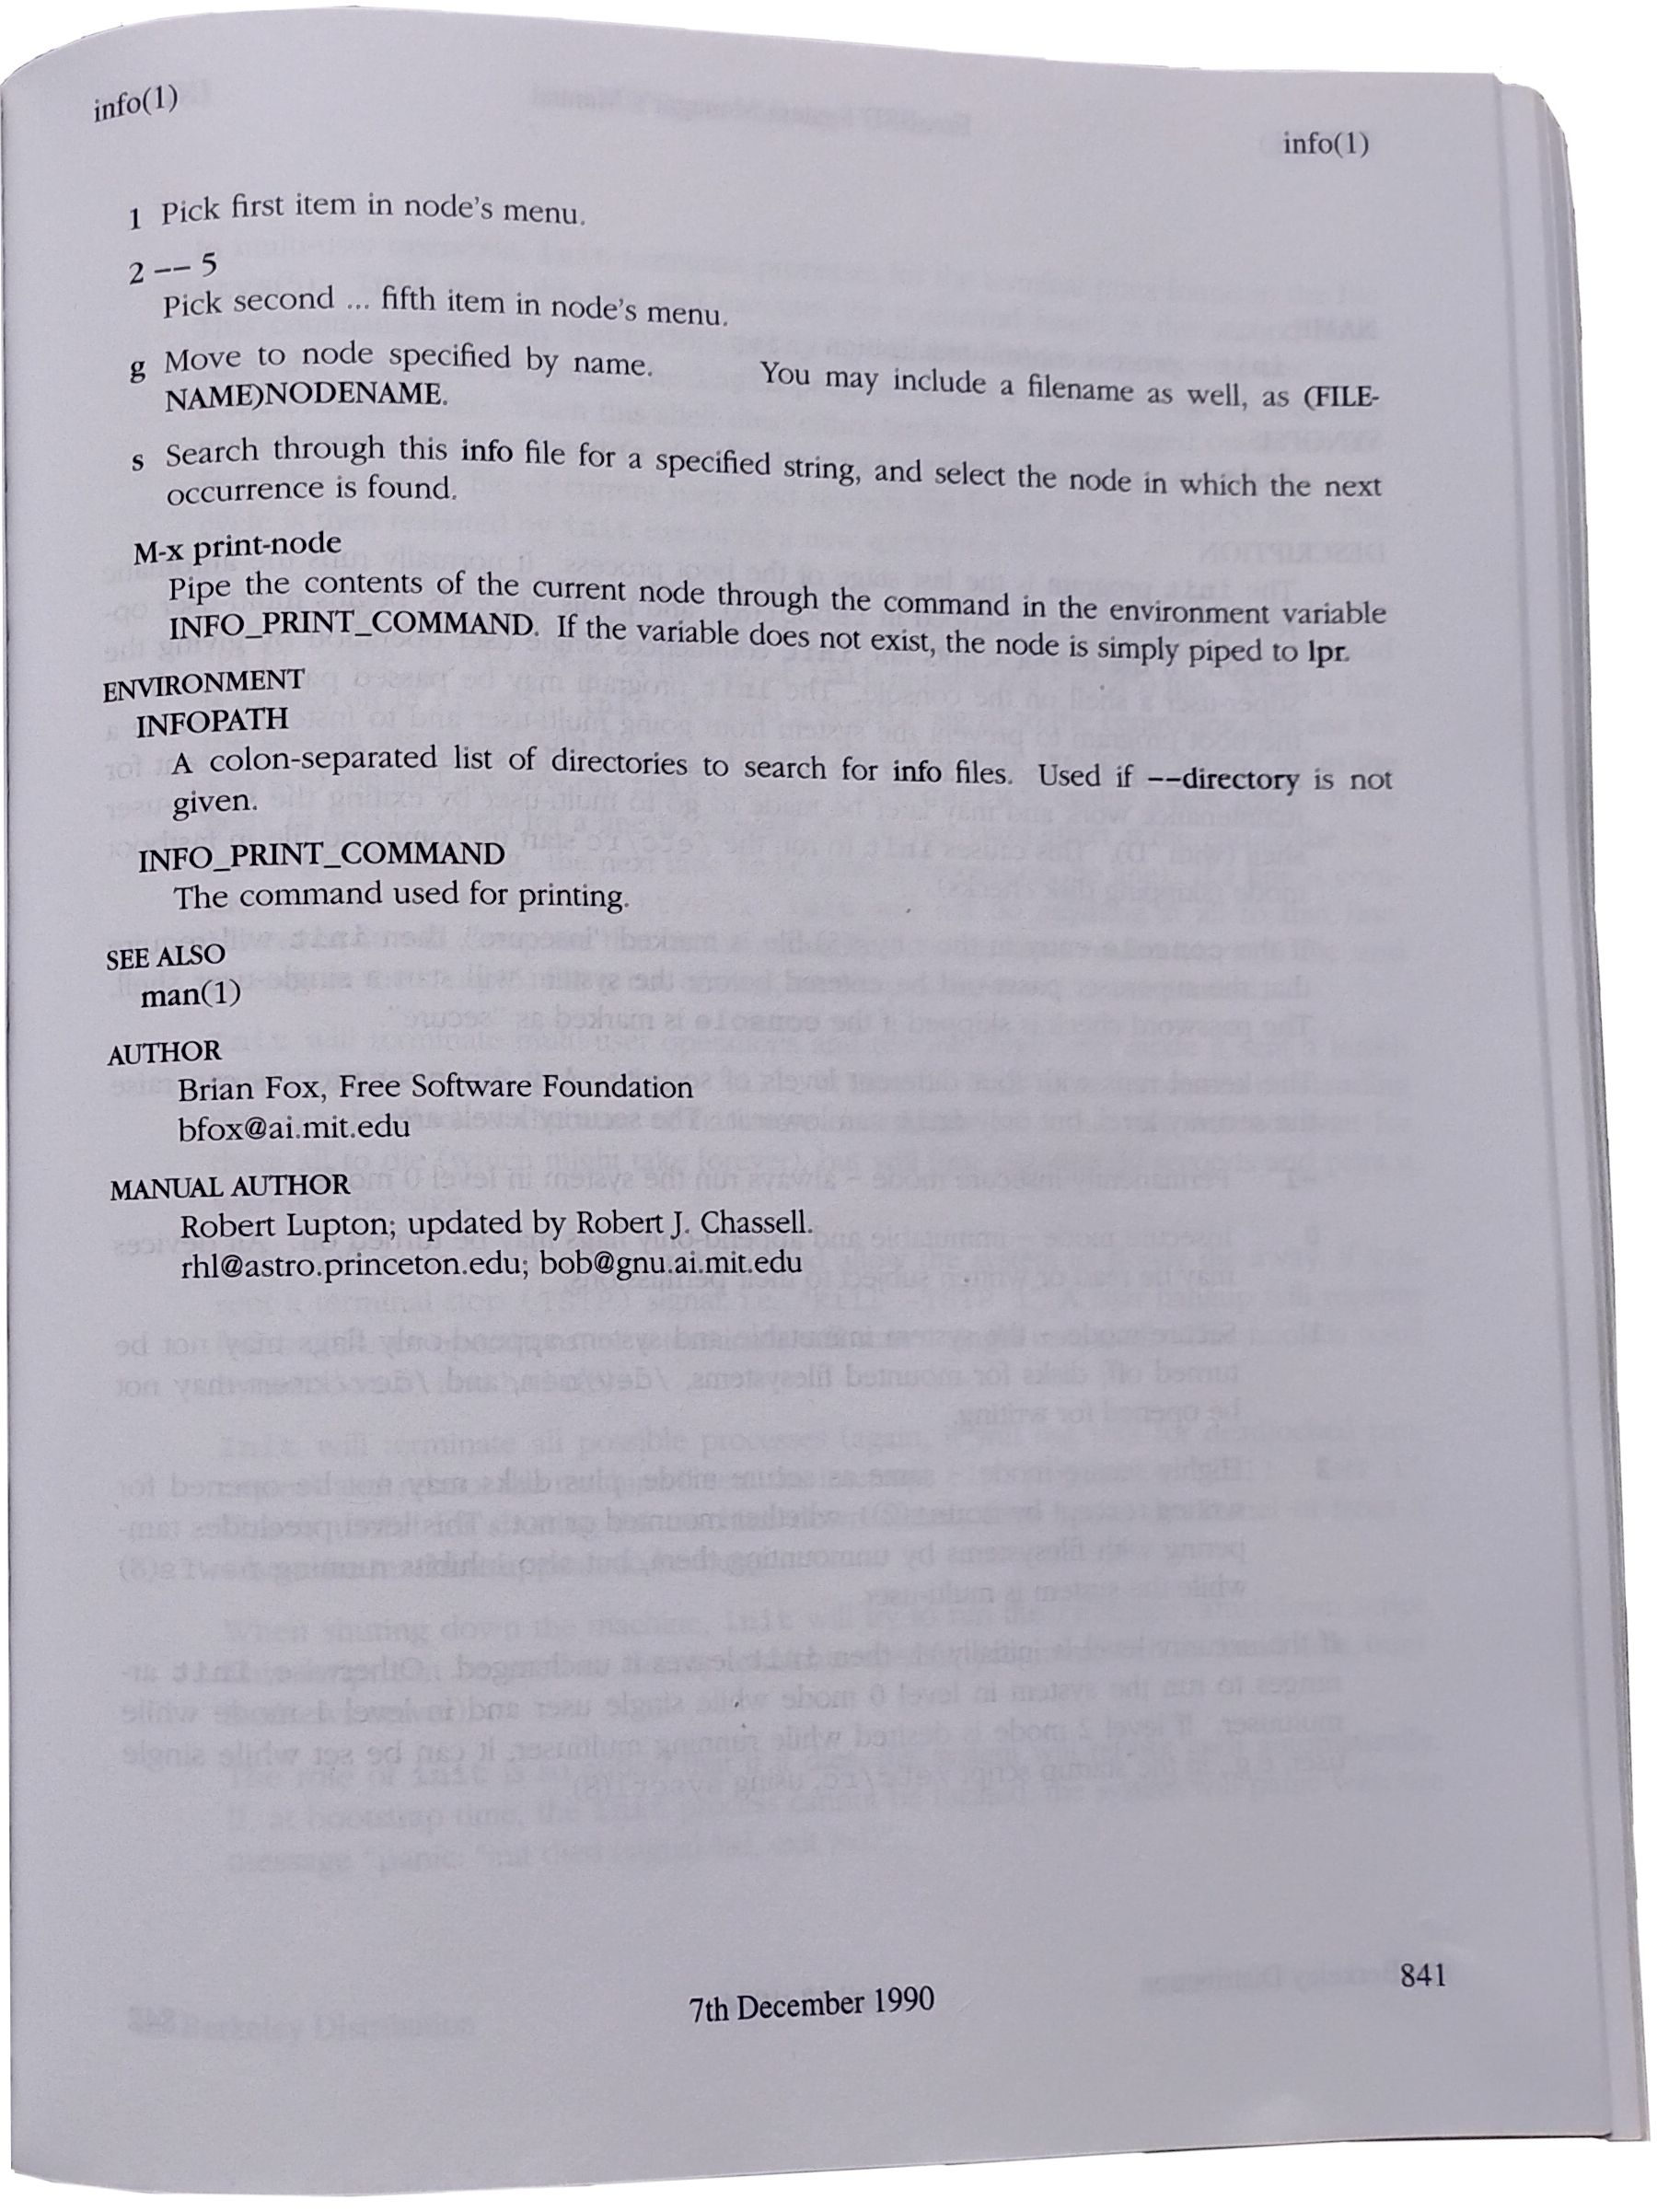 info(1)
info(1)
1 Pick first item in node's menu.
2 -- 5
Pick second ... fifth item in node's menu.
g Move to node specified by name. You may include a filename as well, as (FILE-
NAME)NODENAME.
s Search through this info file for a specified string, and select the node in which the next
occurrence is found.
M-x print-node
Pipe the contents of the current node through the command in the environment variable
INFO_PRINT_COMMAND. If the variable does not exist, the node is simply piped to lpr.
ENVIRONMENT
INFOPATH
A colon-separated list of directories to search for info files. Used if --directory is not
given.
INFO_PRINT_COMMAND
The command used for printing.
SEE ALSO
man(1)
AUTHOR
Brian Fox, Free Software Foundation
bfox@ai.mit.edu
MANUAL AUTHOR
Robert Lupton; updated by Robert J. Chassell.
rhl@astro.princeton.edu; bob@gnu.ai.mit.edu
7th December 1990
841